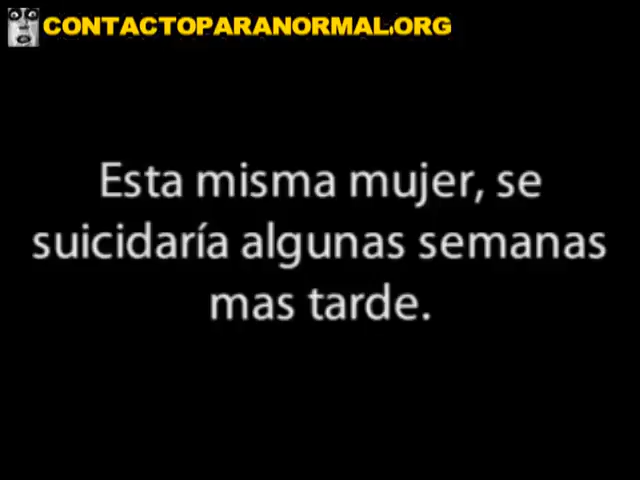 CONTACTOPARANORMAL.ORG
Esta misma mujer, se
suicidaría algunas semanas
mas tarde.